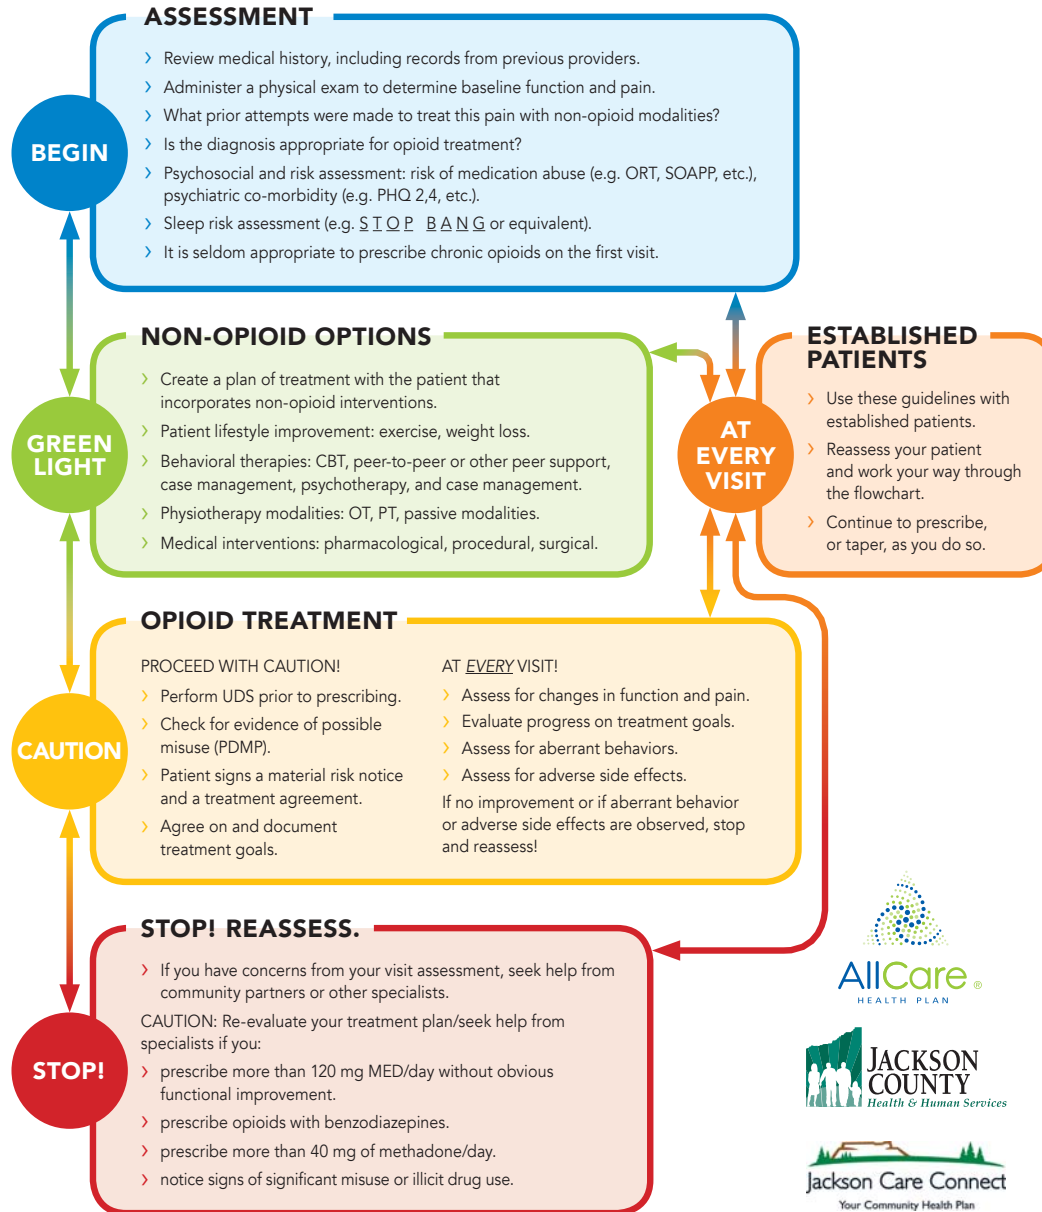 ASSESSMENT
› Review medical history, including records from previous providers.
› Administer a physical exam to determine baseline function and pain.
› What prior attempts were made to treat this pain with non-opioid modalities?
› Is the diagnosis appropriate for opioid treatment?
› Psychosocial and risk assessment: risk of medication abuse (e.g. ORT, SOAPP, etc.),
psychiatric co-morbidity (e.g. PHQ 2,4, etc.).
› Sleep risk assessment (e.g. S T O P B A N G or equivalent).
› It is seldom appropriate to prescribe chronic opioids on the first visit.
BEGIN
NON-OPIOID OPTIONS
› Create a plan of treatment with the patient that
incorporates non-opioid interventions.
› Patient lifestyle improvement: exercise, weight loss.
› Behavioral therapies: CBT, peer-to-peer or other peer support,
case management, psychotherapy, and case management.
› Physiotherapy modalities: OT, PT, passive modalities.
› Medical interventions: pharmacological, procedural, surgical.
GREEN
LIGHT
AT
EVERY
VISIT
ESTABLISHED
PATIENTS
› Use these guidelines with
established patients.
› Reassess your patient
and work your way through
the flowchart.
› Continue to prescribe,
or taper, as you do so.
OPIOID TREATMENT
PROCEED WITH CAUTION!
› Perform UDS prior to prescribing.
› Check for evidence of possible
misuse (PDMP).
› Patient signs a material risk notice
and a treatment agreement.
› Agree on and document
treatment goals.
AT EVERY VISIT!
› Assess for changes in function and pain.
› Evaluate progress on treatment goals.
› Assess for aberrant behaviors.
› Assess for adverse side effects.
If no improvement or if aberrant behavior
or adverse side effects are observed, stop
and reassess!
CAUTION
STOP! REASSESS.
› If you have concerns from your visit assessment, seek help from
community partners or other specialists.
CAUTION: Re-evaluate your treatment plan/seek help from
specialists if you:
› prescribe more than 120 mg MED/day without obvious
functional improvement.
› prescribe opioids with benzodiazepines.
› prescribe more than 40 mg of methadone/day.
› notice signs of significant misuse or illicit drug use.
STOP!
AllCare ®
HEALTH PLAN
JACKSON
COUNTY
Health & Human Services
Jackson Care Connect
Your Community Health Plan